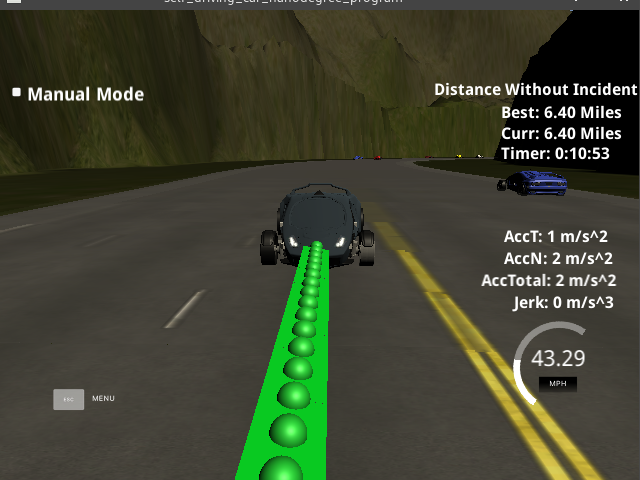 self_driving_car_nanodegree_program
Manual Mode
Distance Without Incident
Best: 6.40 Miles
Curr: 6.40 Miles
Timer: 0:10:53
AccT: 1 m/s^2
AccN: 2 m/s^2
AccTotal: 2 m/s^2
Jerk: 0 m/s^3
43.29
MPH
ESC MENU